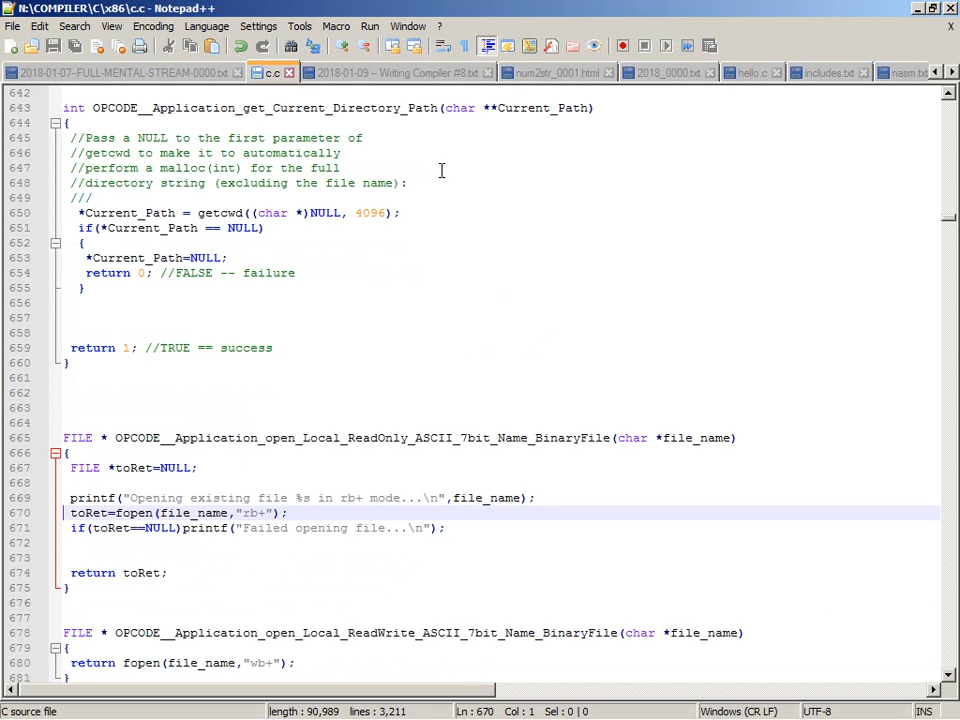 N:\COMPILER\C\x86\c.c - Notepad++
File Edit Search View Encoding Language Settings Tools Macro Run Window ? X
2018-01-07--FULL-MENTAL-STREAM-0000.txt c.c 2018-01-09 -- Writing Compiler #8.txt num2str_0001.html 2018_0000.txt hello.c includes.txt nasm.txt
642
643 int OPCODE__Application_get_Current_Directory_Path(char **Current_Path)
644 {
645 //Pass a NULL to the first parameter of
646 //getcwd to make it to automatically
647 //perform a malloc(int) for the full
648 //directory string (excluding the file name):
649 ///
650 *Current_Path = getcwd((char *)NULL, 4096);
651 if(*Current_Path == NULL)
652 {
653 *Current_Path=NULL;
654 return 0; //FALSE -- failure
655 }
656
657
658
659 return 1; //TRUE == success
660 }
661
662
663
664
665 FILE * OPCODE__Application_open_Local_ReadOnly_ASCII_7bit_Name_BinaryFile(char *file_name)
666 {
667 FILE *toRet=NULL;
668
669 printf("Opening existing file %s in rb+ mode...\n",file_name);
670 toRet=fopen(file_name,"rb+");
671 if(toRet==NULL)printf("Failed opening file...\n");
672
673
674 return toRet;
675 }
676
677
678 FILE * OPCODE__Application_open_Local_ReadWrite_ASCII_7bit_Name_BinaryFile(char *file_name)
679 {
680 return fopen(file_name,"wb+");
681 }
C source file length : 90,989 lines : 3,211 Ln : 670 Col : 1 Sel : 0 | 0 Windows (CR LF) UTF-8 INS